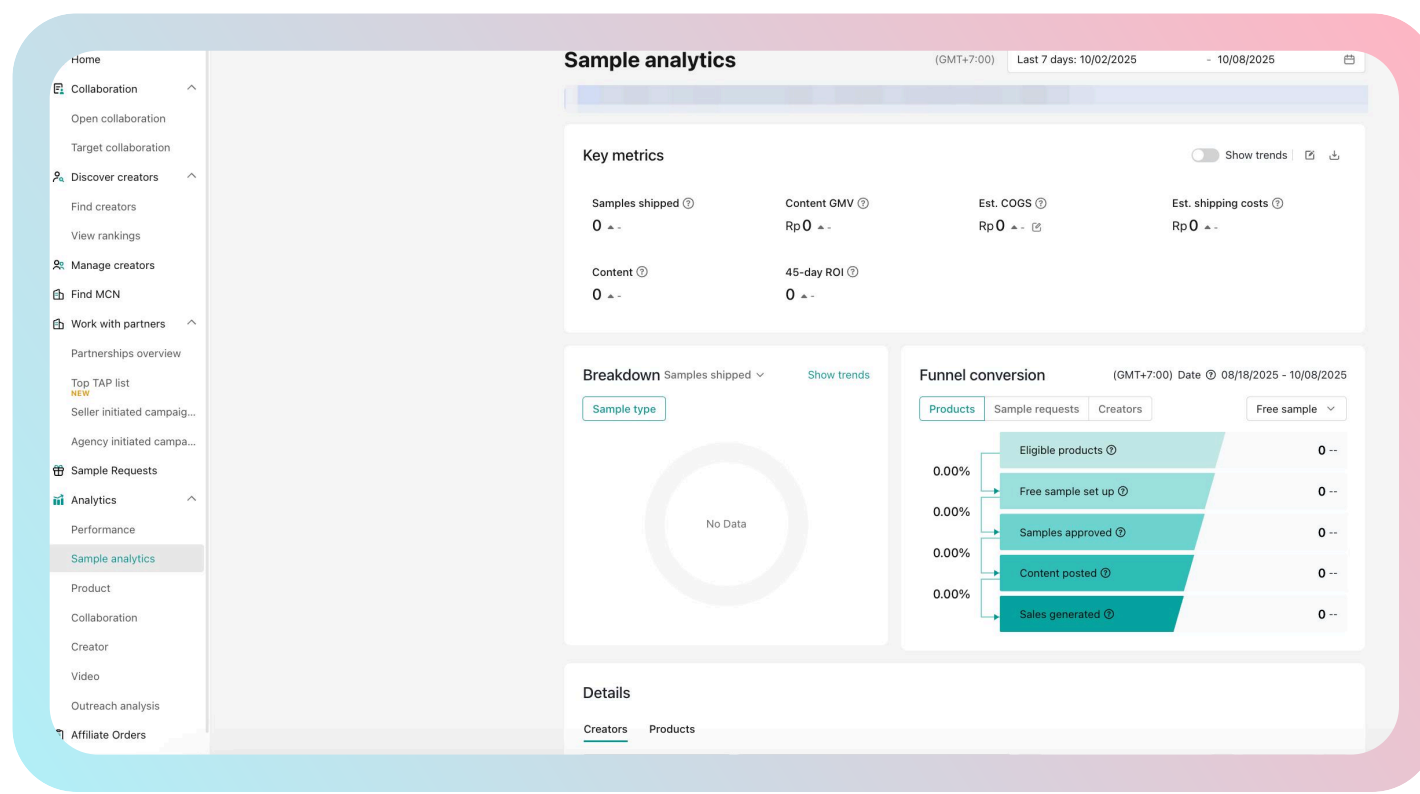 Home
Collaboration
Open collaboration
Target collaboration
Discover creators
Find creators
View rankings
Manage creators
Find MCN
Work with partners
Partnerships overview
Top TAP list
NEW
Seller initiated campaig...
Agency initiated campa...
Sample Requests
Analytics
Performance
Sample analytics
Product
Collaboration
Creator
Video
Outreach analysis
Affiliate Orders
Sample analytics
(GMT+7:00) Last 7 days: 10/02/2025 - 10/08/2025
Key metrics
Show trends
Samples shipped
0 -
Content GMV
Rp0 -
Est. COGS
Rp0 -
Est. shipping costs
Rp0 -
Content
0 -
45-day ROI
0 -
Breakdown Samples shipped Show trends
Sample type
No Data
Funnel conversion (GMT+7:00) Date 08/18/2025 - 10/08/2025
Products Sample requests Creators Free sample
Eligible products 0 --
0.00%
Free sample set up 0 --
0.00%
Samples approved 0 --
0.00%
Content posted 0 --
0.00%
Sales generated 0 --
Details
Creators Products